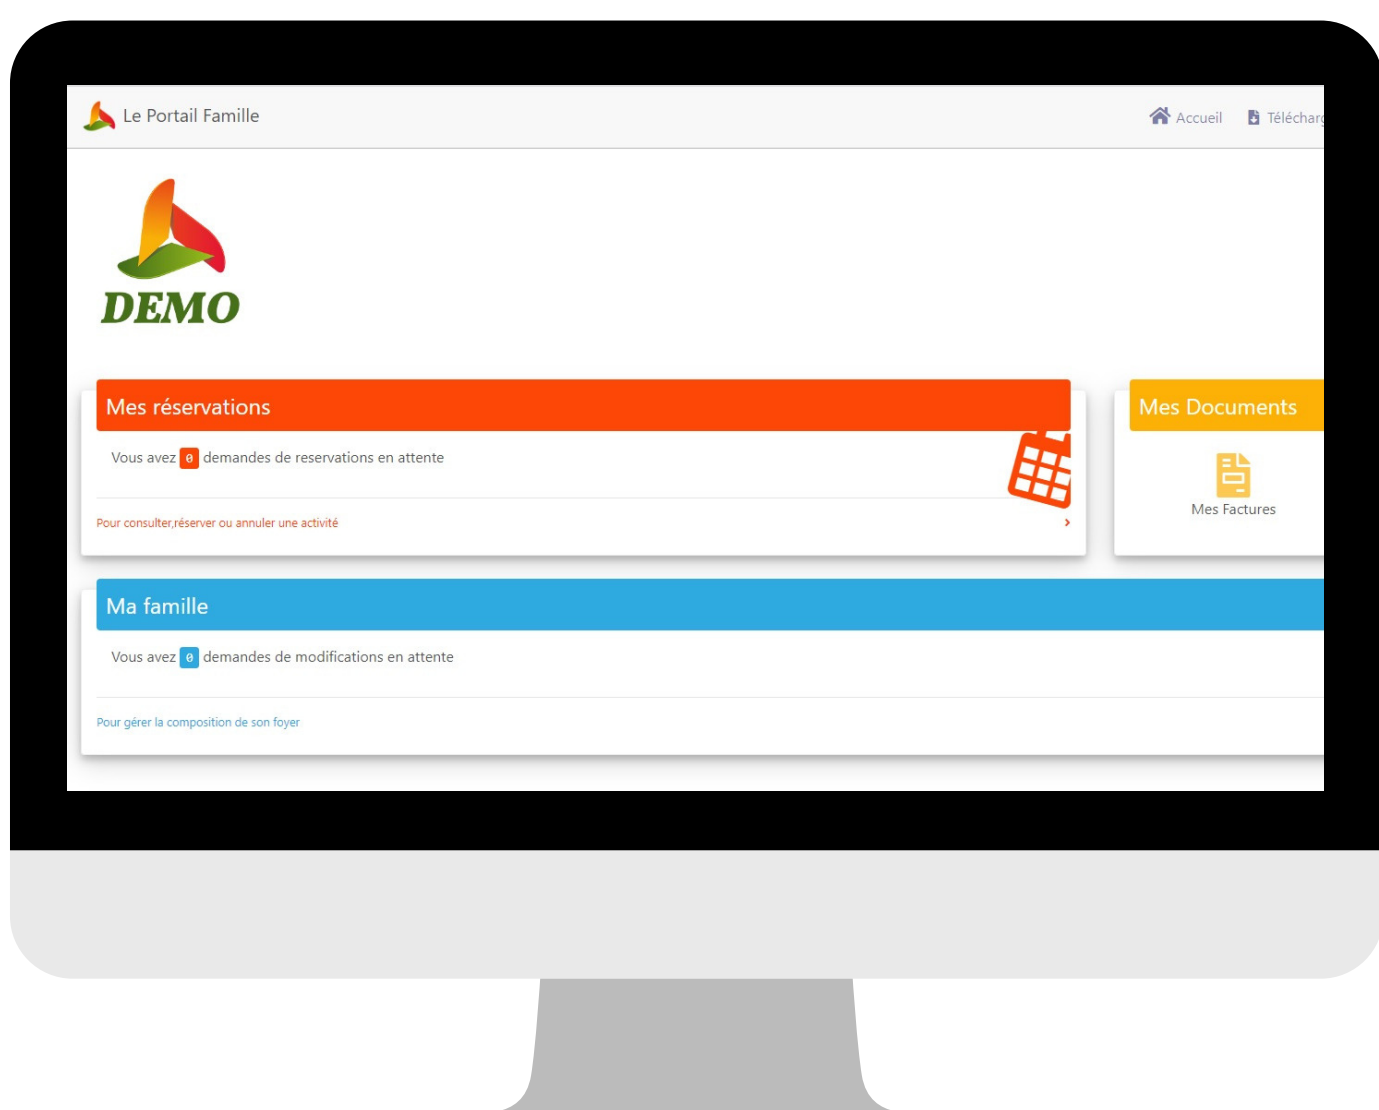 Le Portail Famille
Accueil
DEMO
Mes réservations
Vous avez 0 demandes de reservations en attente
Pour consulter,réserver ou annuler une activité
Mes Documents
Mes Factures
Ma famille
Vous avez 0 demandes de modifications en attente
Pour gérer la composition de son foyer